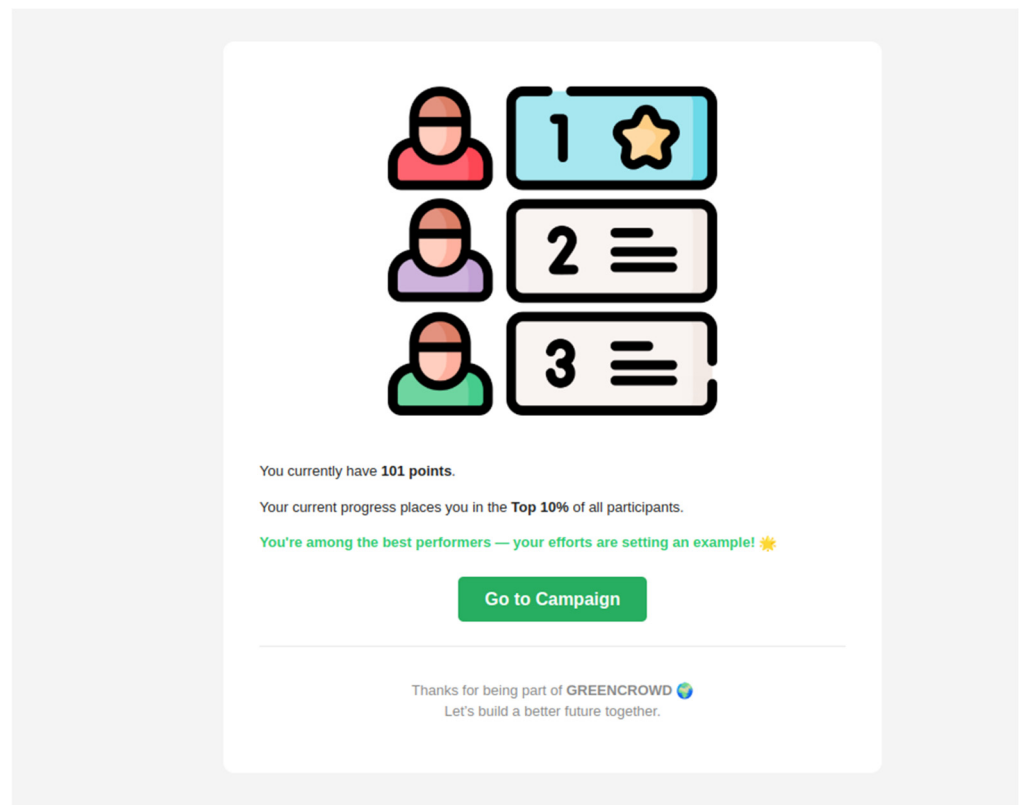 1
2
3
You currently have 101 points.
Your current progress places you in the Top 10% of all participants.
You're among the best performers — your efforts are setting an example! 🌟
Go to Campaign
Thanks for being part of GREENCROWD 🌍
Let's build a better future together.